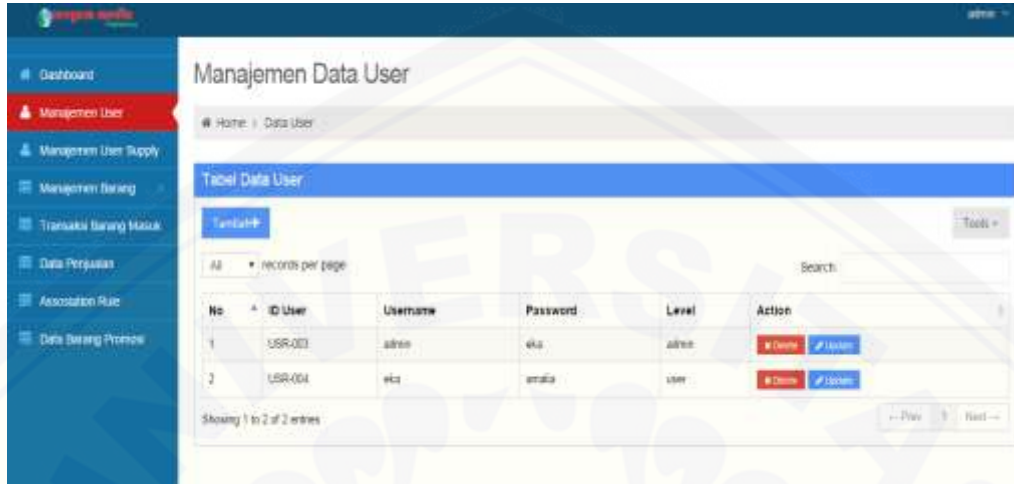 admin
Dashboard
Manajemen User
Manajemen User Supply
Manajemen Barang
Transaksi Barang Masuk
Data Penjualan
Assostation Rule
Data Barang Promosi
Manajemen Data User
Home > Data User
Tabel Data User
Tambah+
Tools
All records per page
Search:
No ID User Username Password Level Action
1 USR-003 admin eka admin Delete Update
2 USR-004 eka amalia user Delete Update
Showing 1 to 2 of 2 entries
← Prev 1 Next →
UNIVERSITA